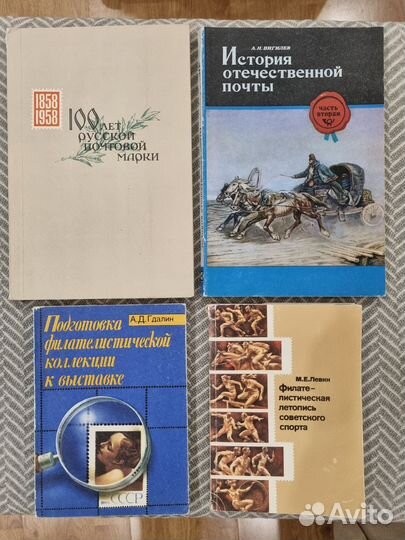 1858
1958
100 ЛЕТ
РУССКОЙ
ПОЧТОВОЙ
МАРКИ
А.Н. ВИГИЛЕВ
История
отечественной
почты
часть
вторая
А.Д. Гдалин
Подготовка
филателистической
коллекции
к выставке
СССР
М.Е. Левин
Филате-
листическая
летопись
советского
спорта
Avito